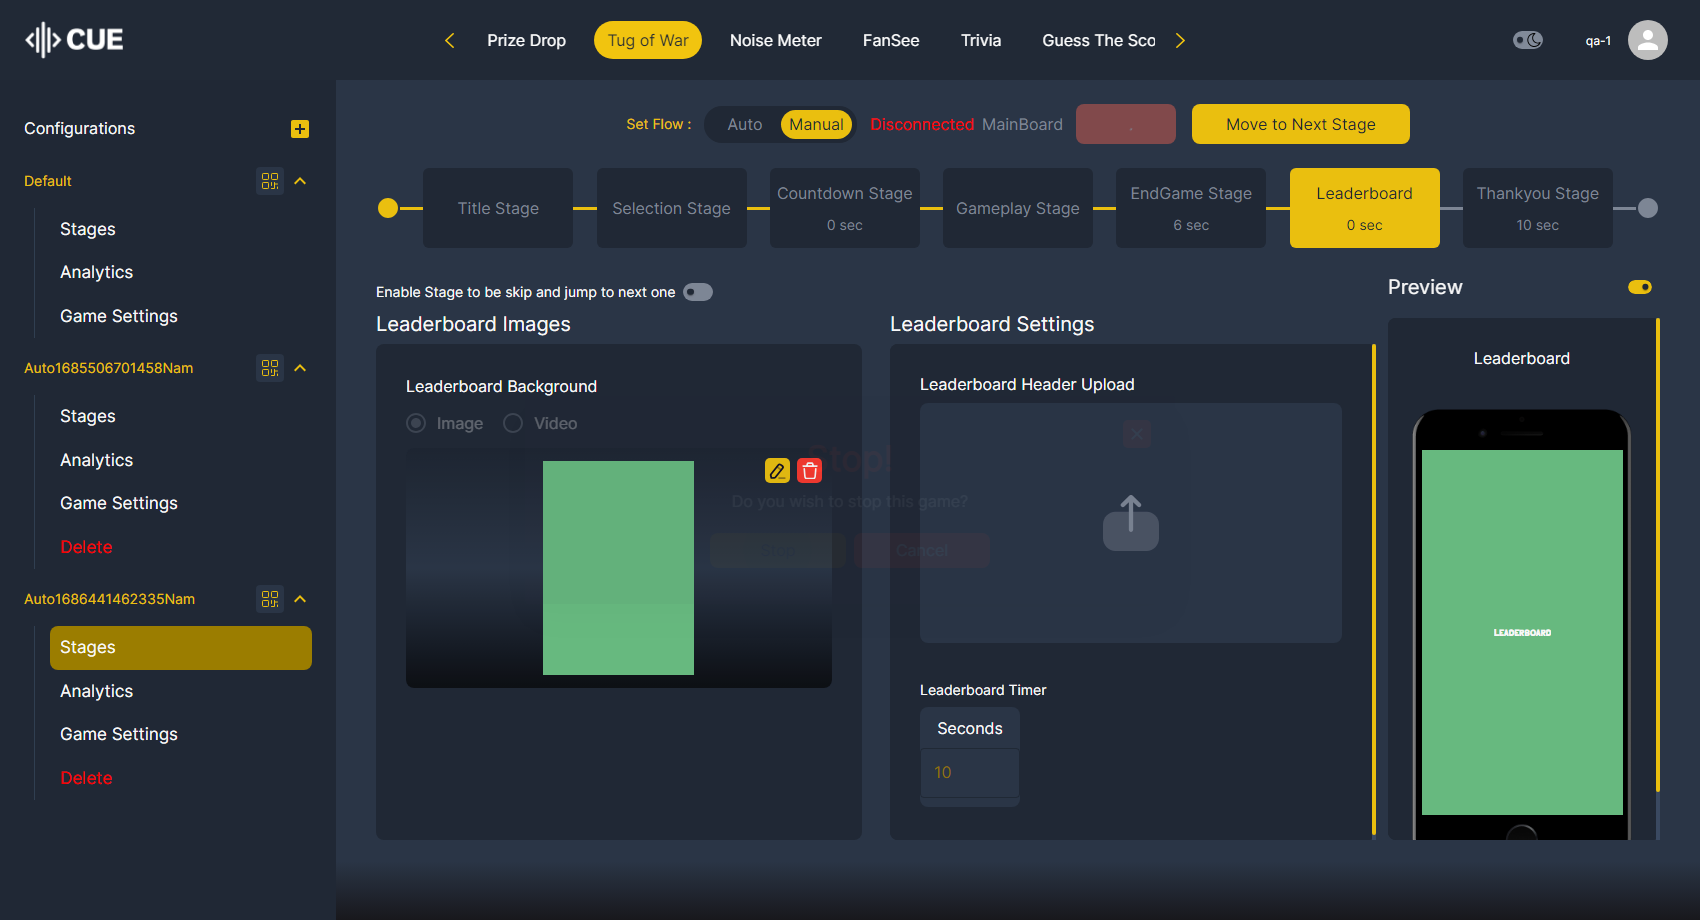 CUE
Prize Drop
Tug of War
Noise Meter
FanSee
Trivia
Guess The Sco
qa-1
Configurations
Default
Stages
Analytics
Game Settings
Auto1685506701458Nam
Stages
Analytics
Game Settings
Delete
Auto1686441462335Nam
Stages
Analytics
Game Settings
Delete
Set Flow :
Auto
Manual
Disconnected MainBoard
Move to Next Stage
Title Stage
Selection Stage
Countdown Stage
0 sec
Gameplay Stage
EndGame Stage
6 sec
Leaderboard
0 sec
Thankyou Stage
10 sec
Enable Stage to be skip and jump to next one
Leaderboard Images
Leaderboard Background
Image
Video
Stop!
Do you wish to stop this game?
Cancel
Leaderboard Settings
Leaderboard Header Upload
Leaderboard Timer
Seconds
10
Preview
Leaderboard
LEADERBOARD